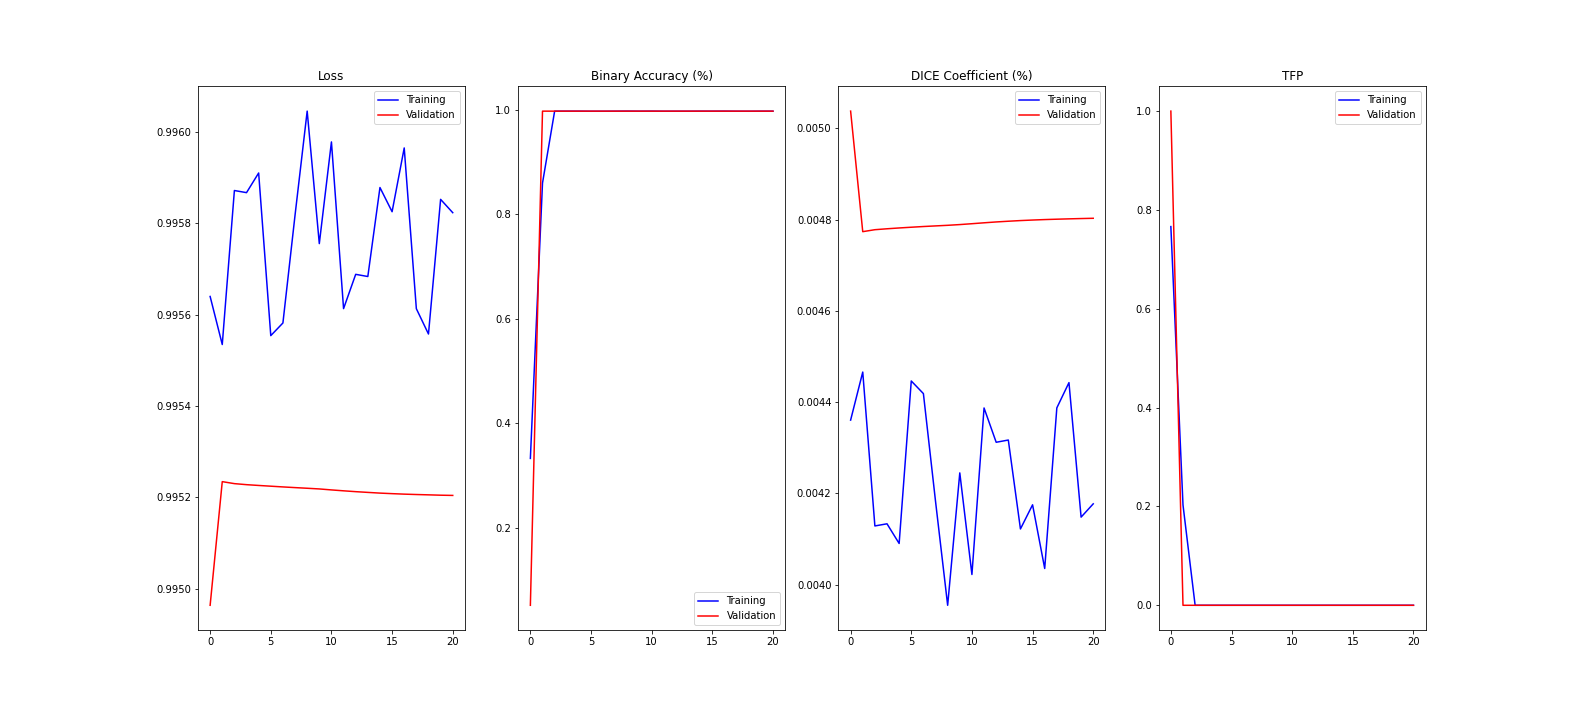 Loss
Training
Validation
0.9960
0.9958
0.9956
0.9954
0.9952
0.9950
0 5 10 15 20
Binary Accuracy (%)
1.0
0.8
0.6
0.4
0.2
Training
Validation
0 5 10 15 20
DICE Coefficient (%)
Training
Validation
0.0050
0.0048
0.0046
0.0044
0.0042
0.0040
0 5 10 15 20
TFP
Training
Validation
1.0
0.8
0.6
0.4
0.2
0.0
0 5 10 15 20